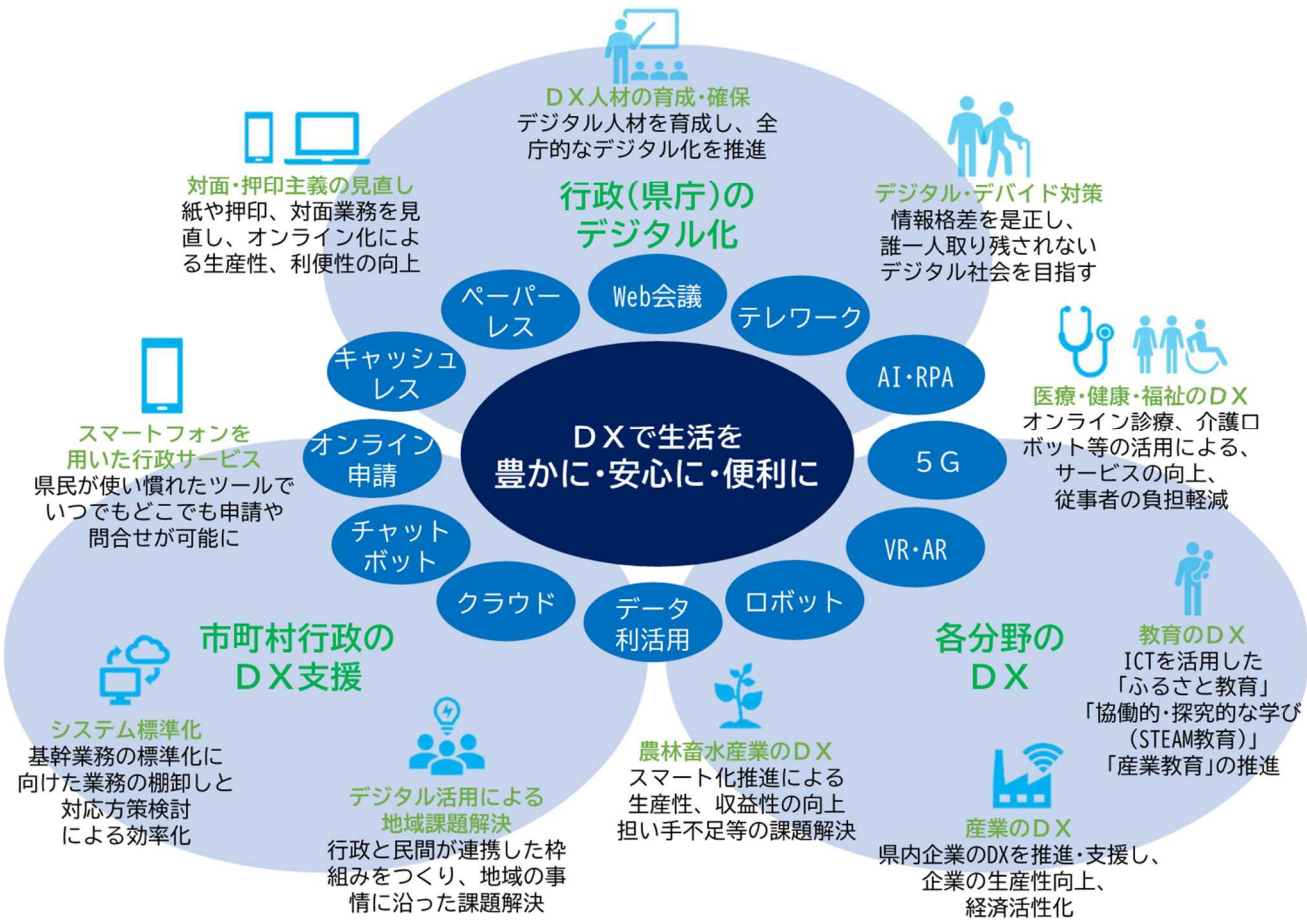 DX人材の育成・確保
デジタル人材を育成し、全
庁的なデジタル化を推進
対面・押印主義の見直し
紙や押印、対面業務を見
直し、オンライン化によ
る生産性、利便性の向上
行政(県庁)の
デジタル化
デジタル・デバイド対策
情報格差を是正し、
誰一人取り残されない
デジタル社会を目指す
ペーパー
レス
Web会議
テレワーク
キャッシュ
レス
AI・RPA
オンライン
申請
5G
チャット
ボット
VR・AR
クラウド
データ
利活用
ロボット
DXで生活を
豊かに・安心に・便利に
医療・健康・福祉のDX
オンライン診療、介護ロ
ボット等の活用による、
サービスの向上、
従事者の負担軽減
スマートフォンを
用いた行政サービス
県民が使い慣れたツールで
いつでもどこでも申請や
問合せが可能に
市町村行政の
DX支援
各分野の
DX
教育のDX
ICTを活用した
「ふるさと教育」
「協働的・探究的な学び
(STEAM教育)」
「産業教育」の推進
システム標準化
基幹業務の標準化に
向けた業務の棚卸しと
対応方策検討
による効率化
デジタル活用による
地域課題解決
行政と民間が連携した枠
組みをつくり、地域の事
情に沿った課題解決
農林畜水産業のDX
スマート化推進による
生産性、収益性の向上
担い手不足等の課題解決
産業のDX
県内企業のDXを推進・支援し、
企業の生産性向上、
経済活性化